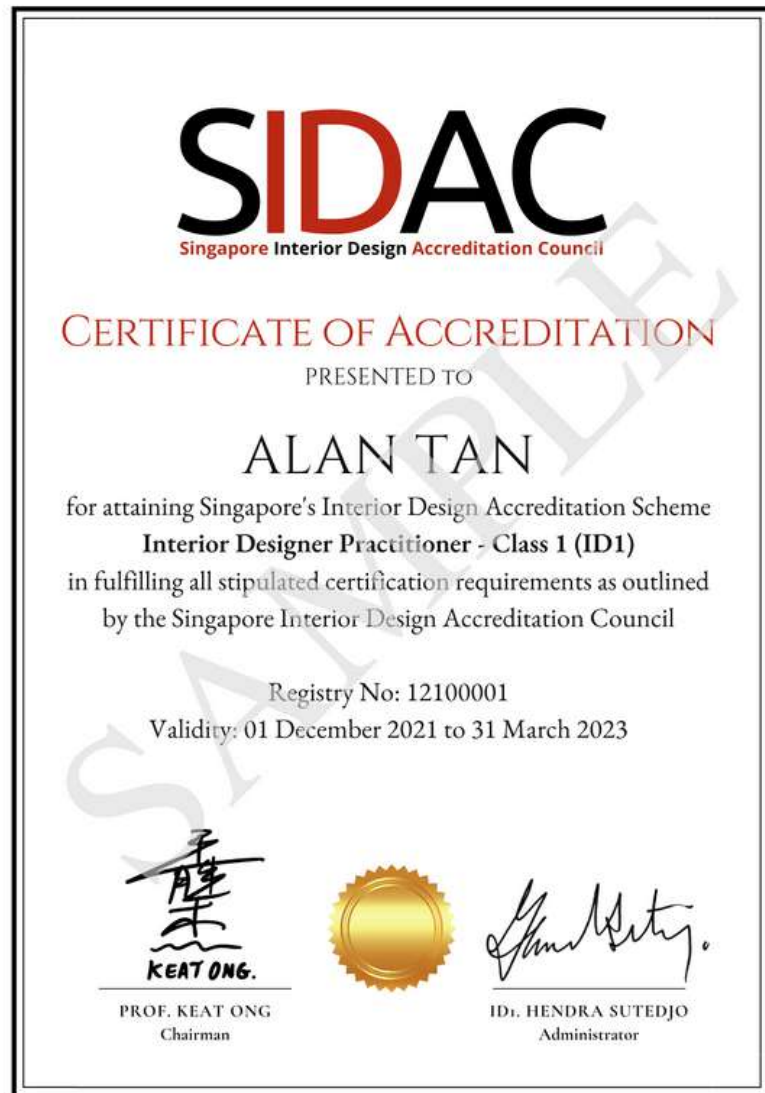 SIDAC
Singapore Interior Design Accreditation Council
CERTIFICATE OF ACCREDITATION
PRESENTED TO
ALAN TAN
for attaining Singapore's Interior Design Accreditation Scheme
Interior Designer Practitioner - Class 1 (ID1)
in fulfilling all stipulated certification requirements as outlined
by the Singapore Interior Design Accreditation Council
Registry No: 12100001
Validity: 01 December 2021 to 31 March 2023
SAMPLE
KEAT ONG.
PROF. KEAT ONG
Chairman
ID1. HENDRA SUTEDJO
Administrator